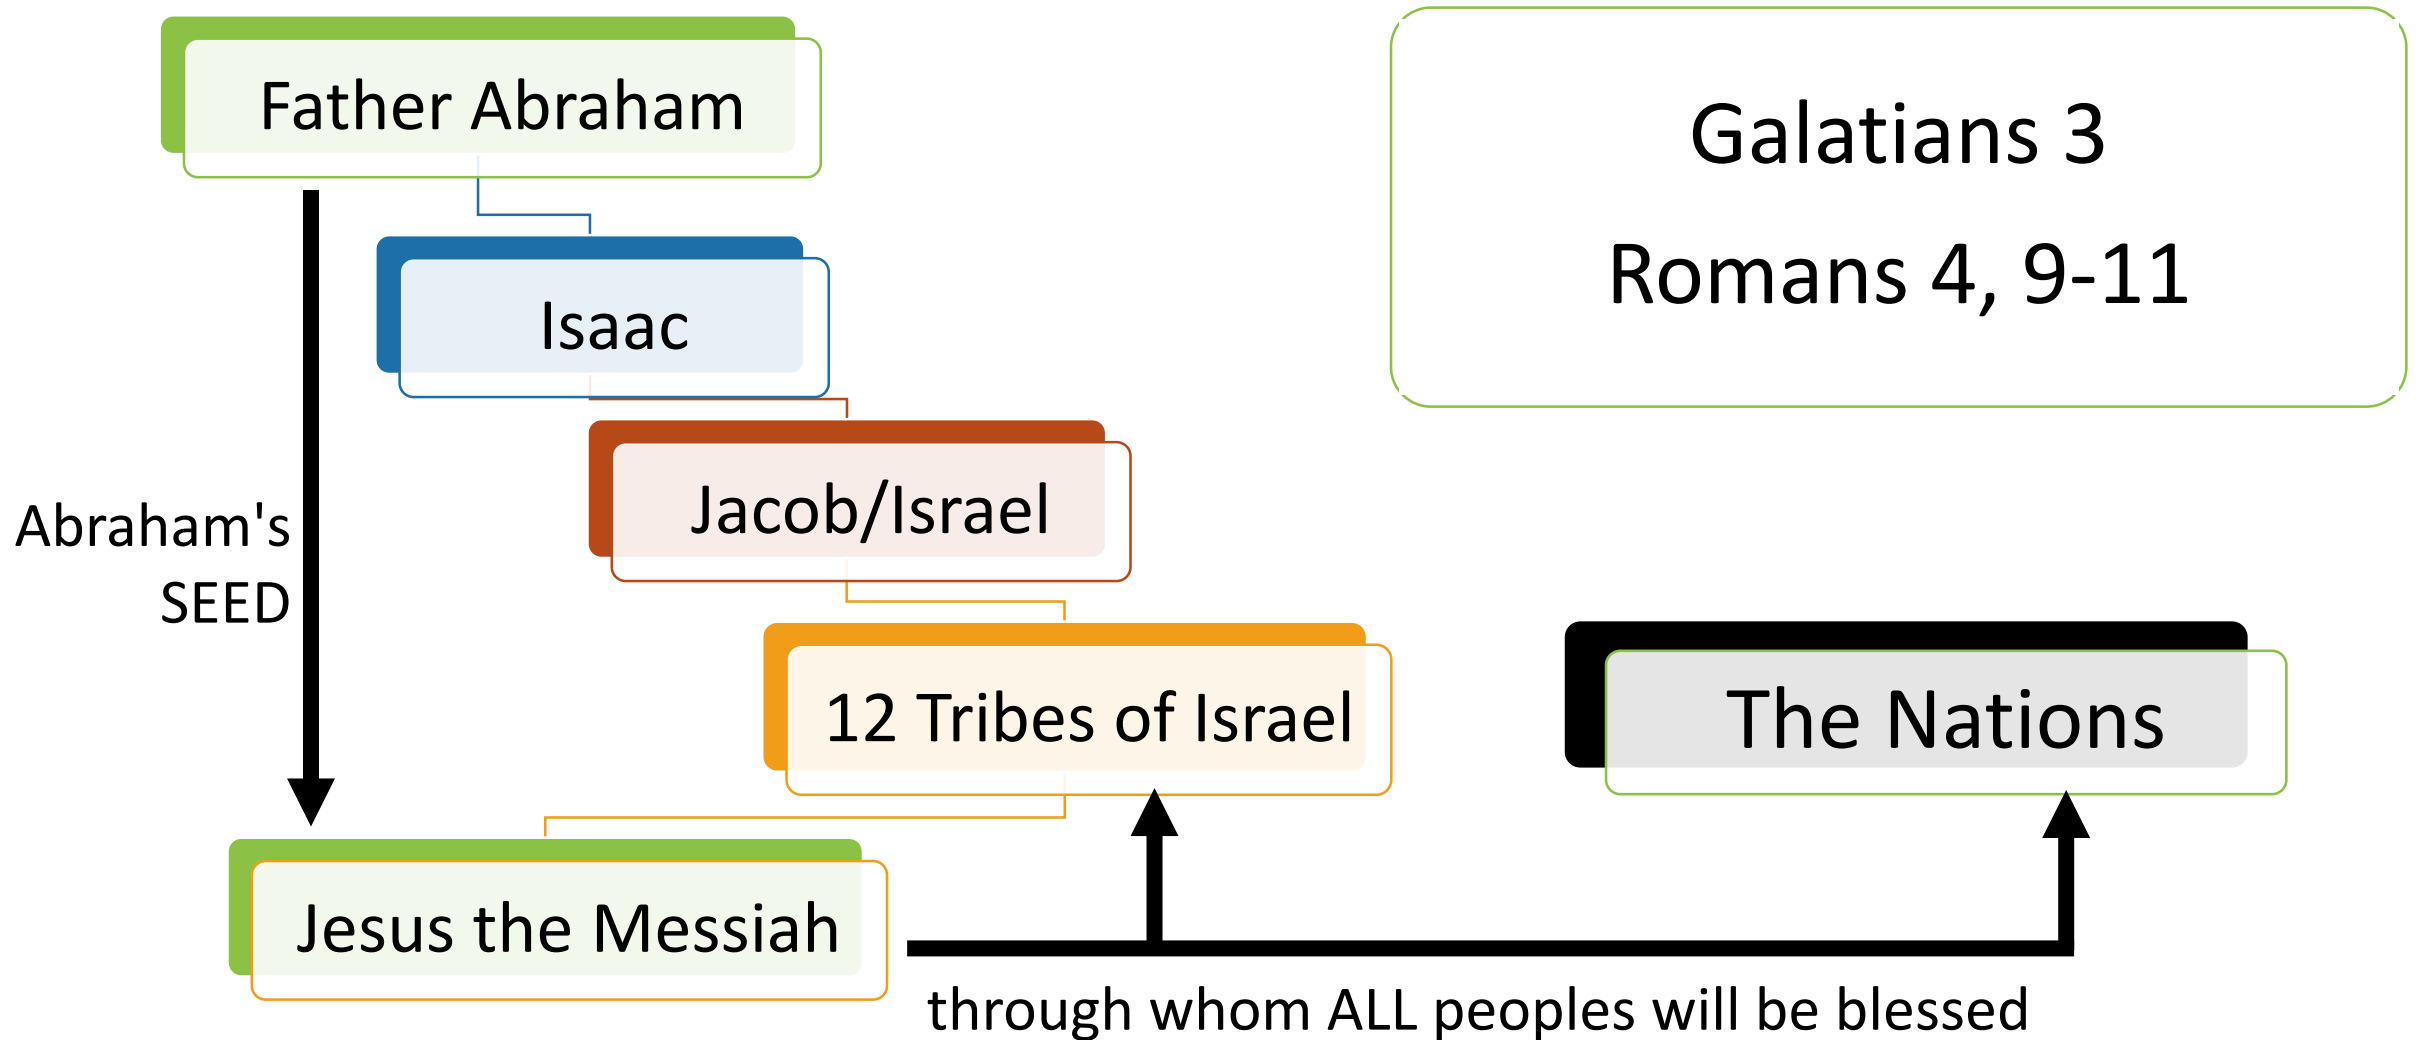 Father Abraham
Galatians 3
Romans 4, 9-11
Isaac
Jacob/Israel
Abraham's
SEED
12 Tribes of Israel
The Nations
Jesus the Messiah
through whom ALL peoples will be blessed